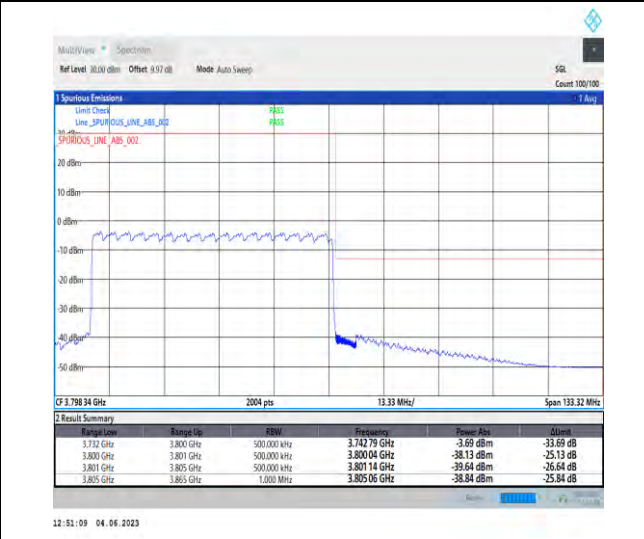 MultiView Spectrum
Ref Level 30.00 dBm Offset 9.97 dB Mode Auto Sweep SGL
Count 100/100
1 Spurious Emissions 1 Avg
Limit Check PASS
Line _SPURIOUS_LINE_ABS_002 PASS
30 dBm
SPURIOUS_LINE_ABS_002
20 dBm
10 dBm
0 dBm
-10 dBm
-20 dBm
-30 dBm
-40 dBm
-50 dBm
CF 3.798 34 GHz 2004 pts 13.33 MHz/ Span 133.32 MHz
2 Result Summary
Range Low Range Up RBW Frequency Power Abs ΔLimit
3.732 GHz 3.800 GHz 500.000 kHz 3.742 79 GHz -3.69 dBm -33.69 dB
3.800 GHz 3.801 GHz 500.000 kHz 3.800 04 GHz -38.13 dBm -25.13 dB
3.801 GHz 3.805 GHz 500.000 kHz 3.801 14 GHz -39.64 dBm -26.64 dB
3.805 GHz 3.865 GHz 1.000 MHz 3.805 06 GHz -38.84 dBm -25.84 dB
12:51:09 04.06.2023